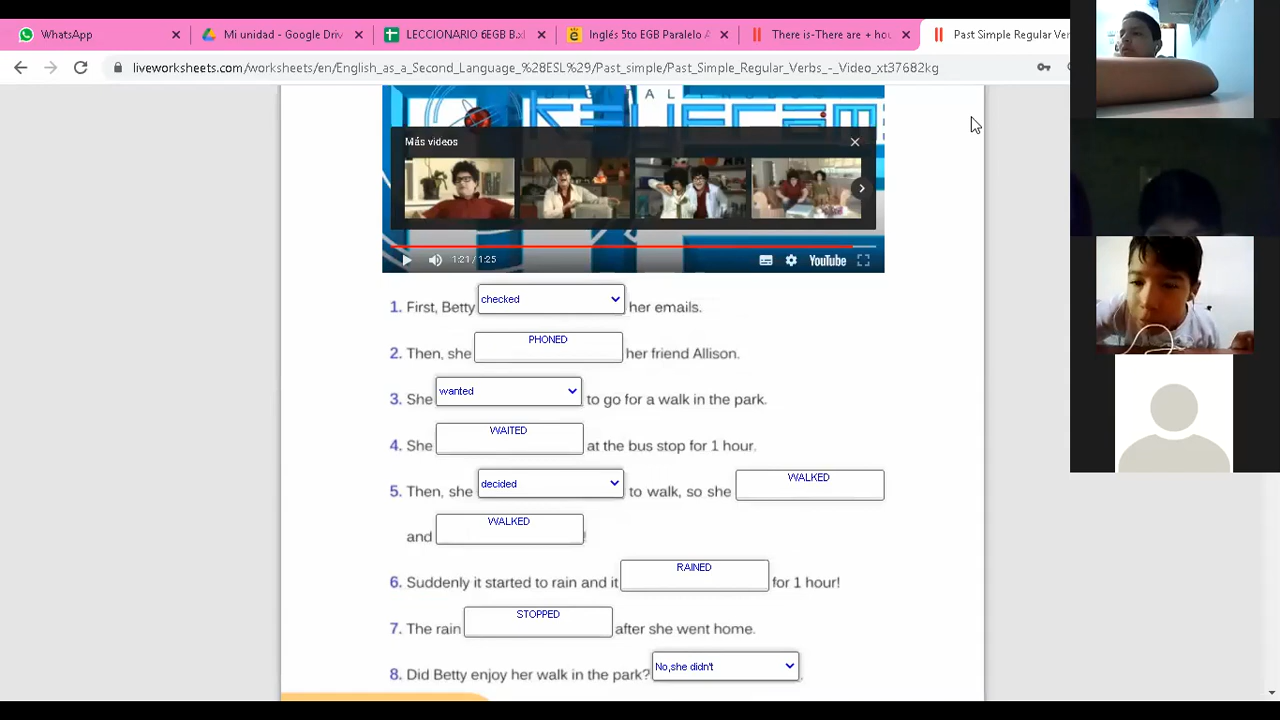 WhatsApp
Mi unidad - Google Driv
LECCIONARIO 6EGB B.xl
Inglés 5to EGB Paralelo A
There is-There are + hou
Past Simple Regular Ver
liveworksheets.com/worksheets/en/English_as_a_Second_Language_%28ESL%29/Past_simple/Past_Simple_Regular_Verbs_-_Video_xt37682kg
Más videos
1:21 / 1:25
YouTube
1. First, Betty checked her emails.
2. Then, she PHONED her friend Allison.
3. She wanted to go for a walk in the park.
4. She WAITED at the bus stop for 1 hour.
5. Then, she decided to walk, so she WALKED
and WALKED
6. Suddenly it started to rain and it RAINED for 1 hour!
7. The rain STOPPED after she went home.
8. Did Betty enjoy her walk in the park? No,she didn't .